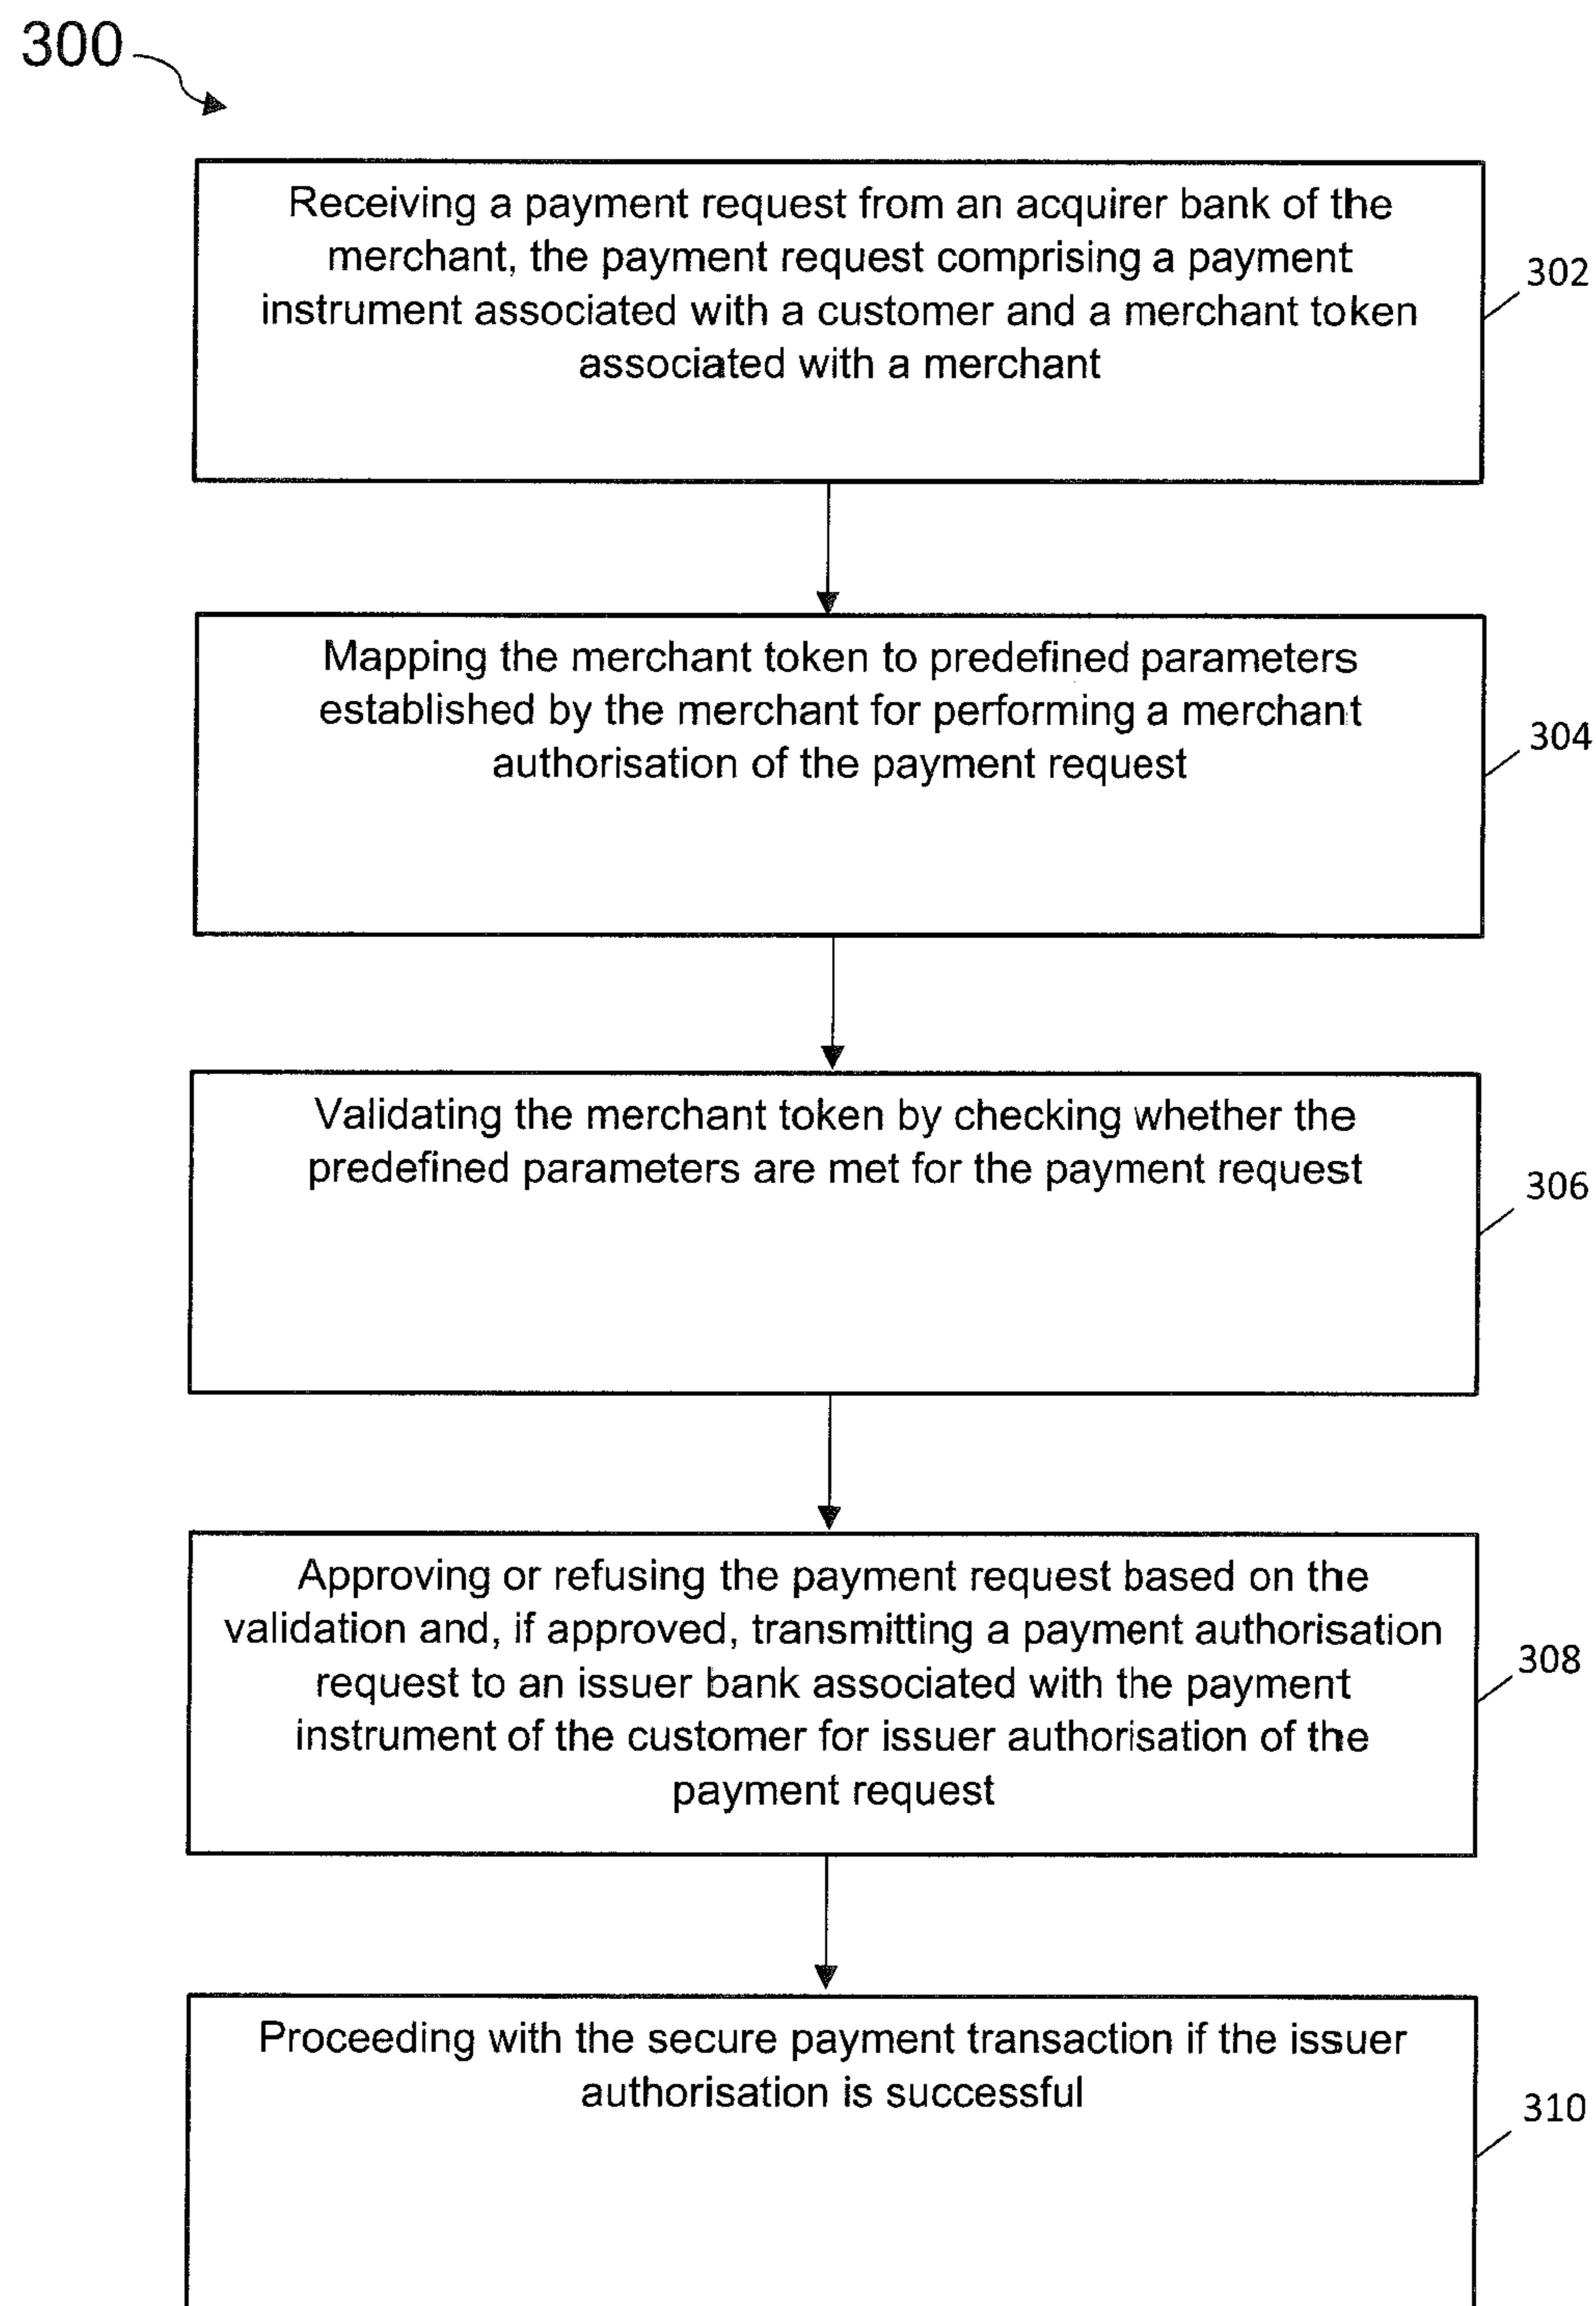 300
Receiving a payment request from an acquirer bank of the
merchant, the payment request comprising a payment
instrument associated with a customer and a merchant token
associated with a merchant
302
Mapping the merchant token to predefined parameters
established by the merchant for performing a merchant
authorisation of the payment request
304
Validating the merchant token by checking whether the
predefined parameters are met for the payment request
306
Approving or refusing the payment request based on the
validation and, if approved, transmitting a payment authorisation
request to an issuer bank associated with the payment
instrument of the customer for issuer authorisation of the
payment request
308
Proceeding with the secure payment transaction if the issuer
authorisation is successful
310